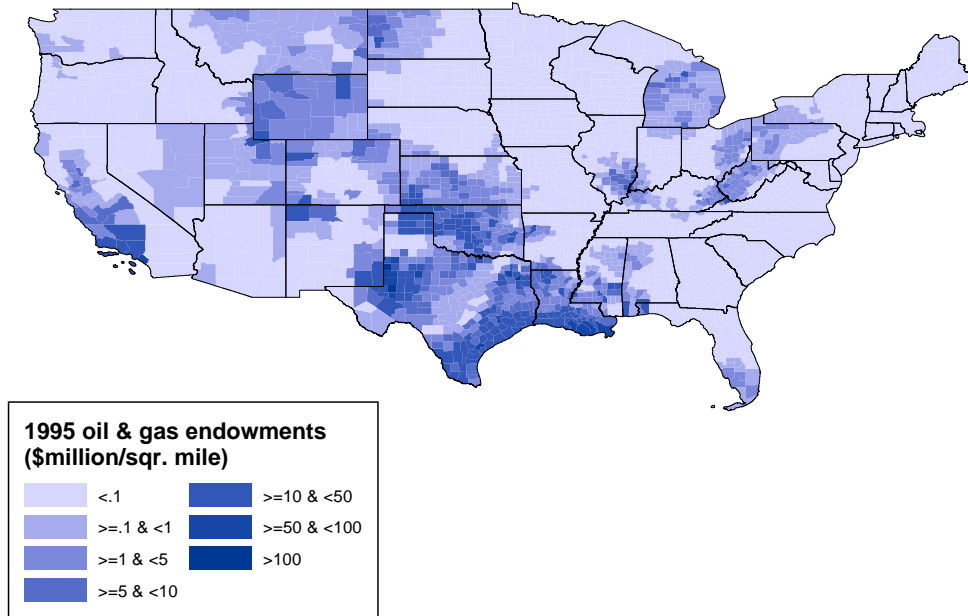 1995 oil & gas endowments
($million/sqr. mile)
<.1
>=.1 & <1
>=1 & <5
>=5 & <10
>=10 & <50
>=50 & <100
>100